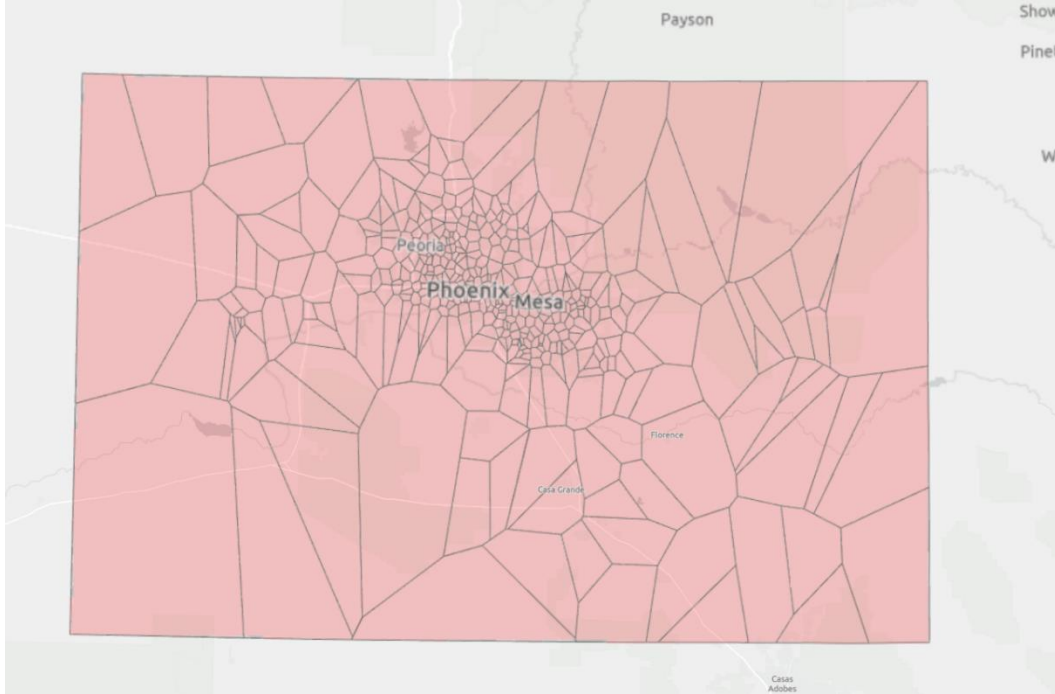 Payson
Show
Pinet
W
Peoria
Phoenix
Mesa
Florence
Casa Grande
Casas
Adobes